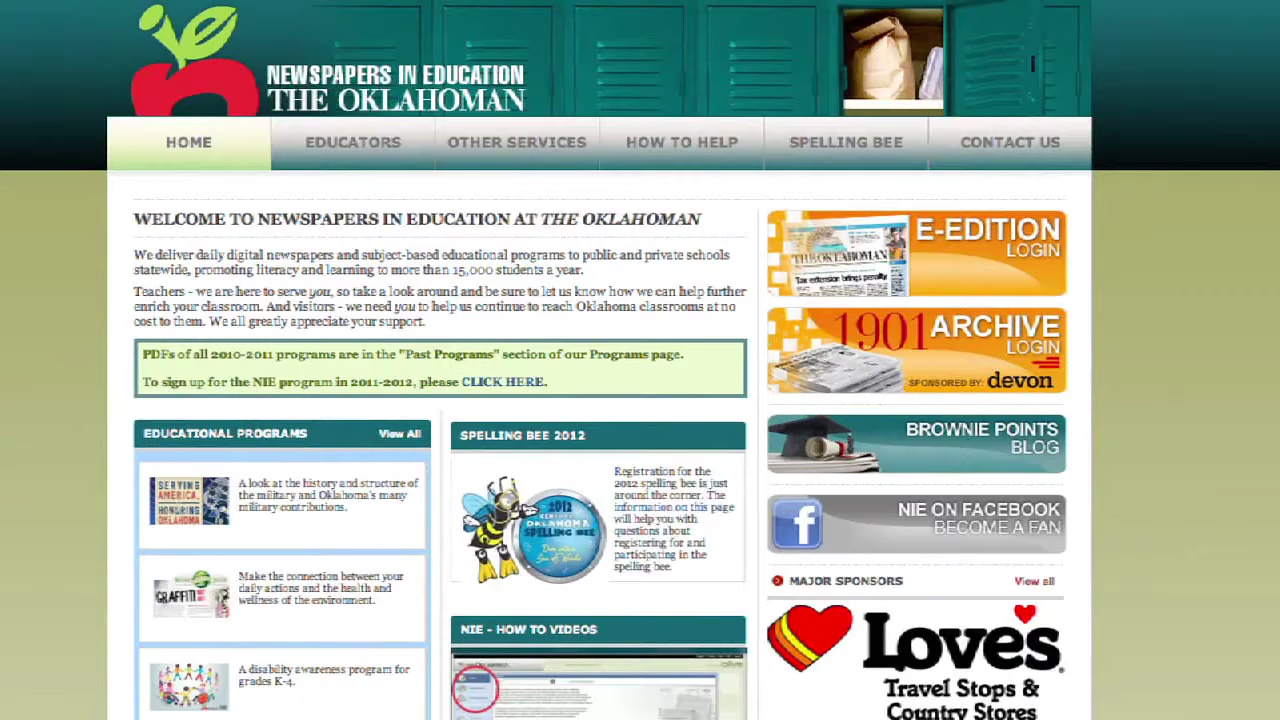 NEWSPAPERS IN EDUCATION
THE OKLAHOMAN
HOME
EDUCATORS
OTHER SERVICES
HOW TO HELP
SPELLING BEE
CONTACT US
WELCOME TO NEWSPAPERS IN EDUCATION AT THE OKLAHOMAN
We deliver daily digital newspapers and subject-based educational programs to public and private schools
statewide, promoting literacy and learning to more than 15,000 students a year.
Teachers - we are here to serve you, so take a look around and be sure to let us know how we can help further
enrich your classroom. And visitors - we need you to help us continue to reach Oklahoma classrooms at no
cost to them. We all greatly appreciate your support.
PDFs of all 2010-2011 programs are in the "Past Programs" section of our Programs page.
To sign up for the NIE program in 2011-2012, please CLICK HERE.
EDUCATIONAL PROGRAMS
View All
SERVING
AMERICA,
HONORING
OKLAHOMA
A look at the history and structure of
the military and Oklahoma's many
military contributions.
GRAFFITI
Make the connection between your
daily actions and the health and
wellness of the environment.
A disability awareness program for
grades K-4.
SPELLING BEE 2012
2012
OKLAHOMA
SPELLING BEE
Registration for the
2012 spelling bee is just
around the corner. The
information on this page
will help you with
questions about
registering for and
participating in the
spelling bee.
NIE - HOW TO VIDEOS
E-EDITION
LOGIN
THE OKLAHOMAN
Tax extension brings penalty
1901 ARCHIVE
LOGIN
SPONSORED BY: devon
BROWNIE POINTS
BLOG
f
NIE ON FACEBOOK
BECOME A FAN
MAJOR SPONSORS
View all
Love's
Travel Stops &
Country Stores